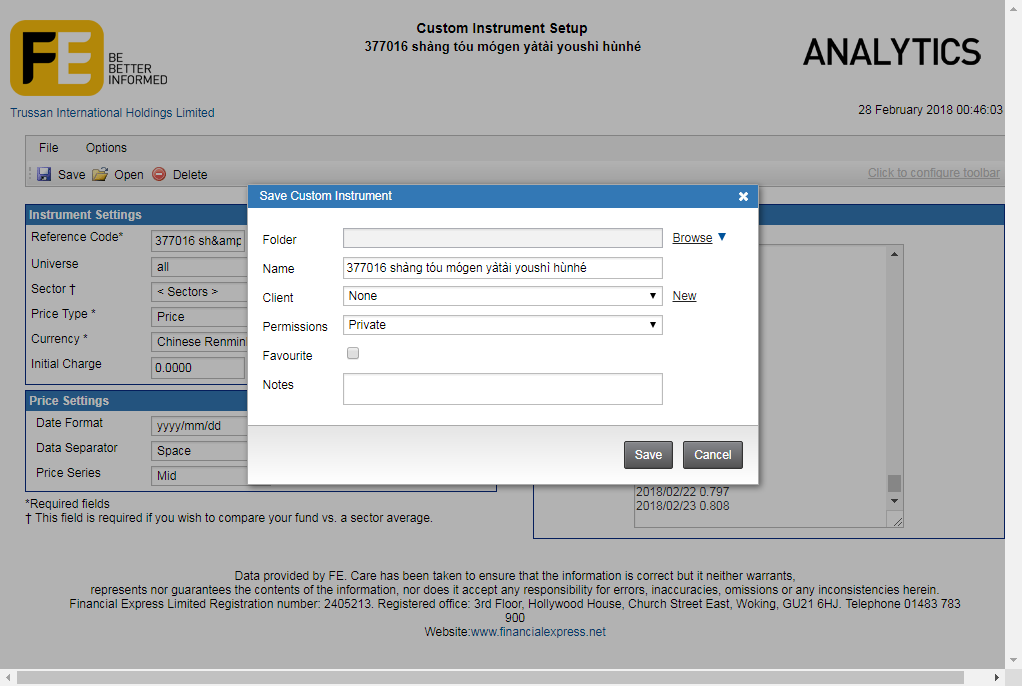 FE
BE
BETTER
INFORMED
Custom Instrument Setup
377016 shàng tóu mógen yàtài youshì hùnhé
ANALYTICS
Trussan International Holdings Limited
28 February 2018 00:46:03
File Options
Save Open Delete
Click to configure toolbar
Instrument Settings
Reference Code* 377016 sh&amp
Universe all
Sector † < Sectors >
Price Type * Price
Currency * Chinese Renmin
Initial Charge 0.0000
Price Settings
Date Format yyyy/mm/dd
Data Separator Space
Price Series Mid
*Required fields
† This field is required if you wish to compare your fund vs. a sector average.
Save Custom Instrument
Folder Browse
Name 377016 shàng tóu mógen yàtài youshì hùnhé
Client None New
Permissions Private
Favourite
Notes
Save Cancel
2018/02/22 0.797
2018/02/23 0.808
Data provided by FE. Care has been taken to ensure that the information is correct but it neither warrants,
represents nor guarantees the contents of the information, nor does it accept any responsibility for errors, inaccuracies, omissions or any inconsistencies herein.
Financial Express Limited Registration number: 2405213. Registered office: 3rd Floor, Hollywood House, Church Street East, Woking, GU21 6HJ. Telephone 01483 783
900
Website:www.financialexpress.net